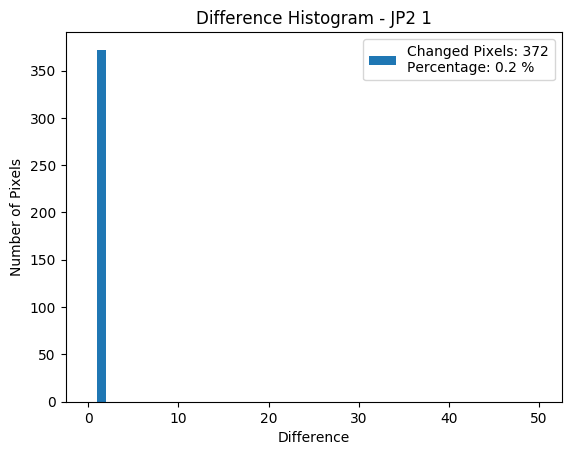 Difference Histogram - JP2 1
Changed Pixels: 372
Percentage: 0.2 %
Number of Pixels
350
300
250
200
150
100
50
0
0 10 20 30 40 50
Difference